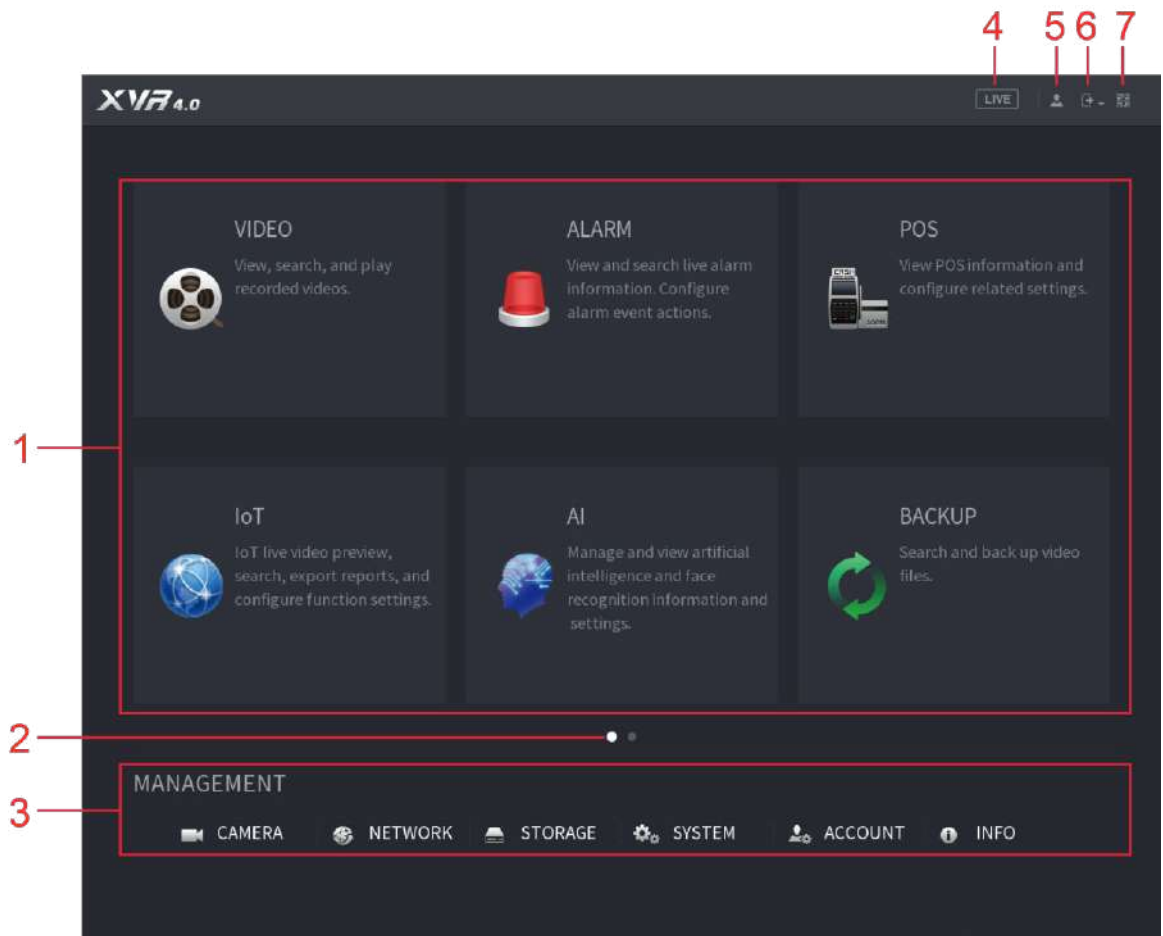 4 5 6 7
XVR 4.0
LIVE
VIDEO
View, search, and play
recorded videos.
ALARM
View and search live alarm
information. Configure
alarm event actions.
POS
View POS information and
configure related settings.
CASH
1
IoT
IoT live video preview,
search, export reports, and
configure function settings.
AI
Manage and view artificial
intelligence and face
recognition information and
settings.
BACKUP
Search and back up video
files.
2
3
MANAGEMENT
CAMERA NETWORK STORAGE SYSTEM ACCOUNT INFO